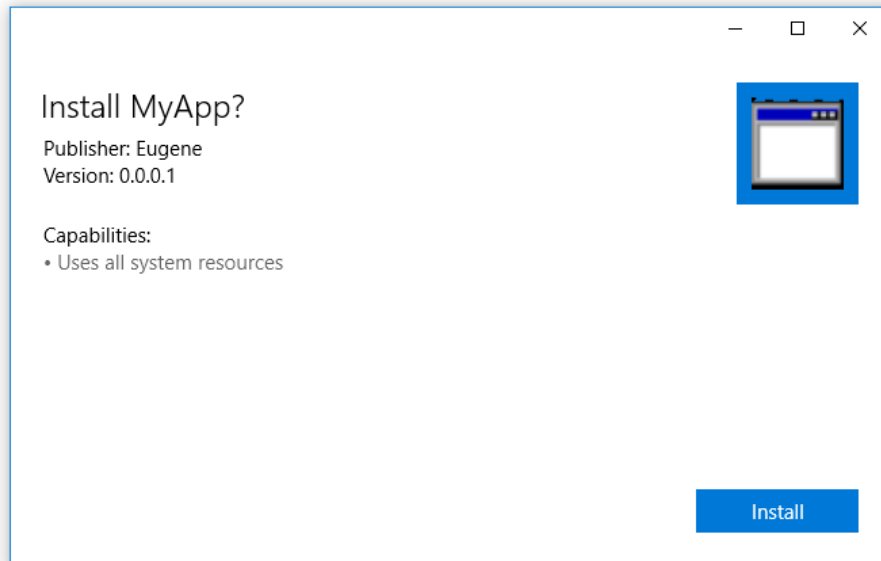 Install MyApp?
Publisher: Eugene
Version: 0.0.0.1
Capabilities:
• Uses all system resources
Install